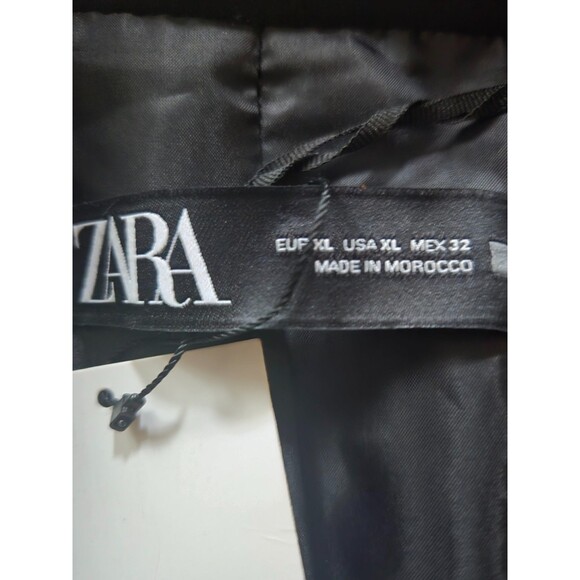 ZARA
EUR XL USA XL MEX 32
MADE IN MOROCCO